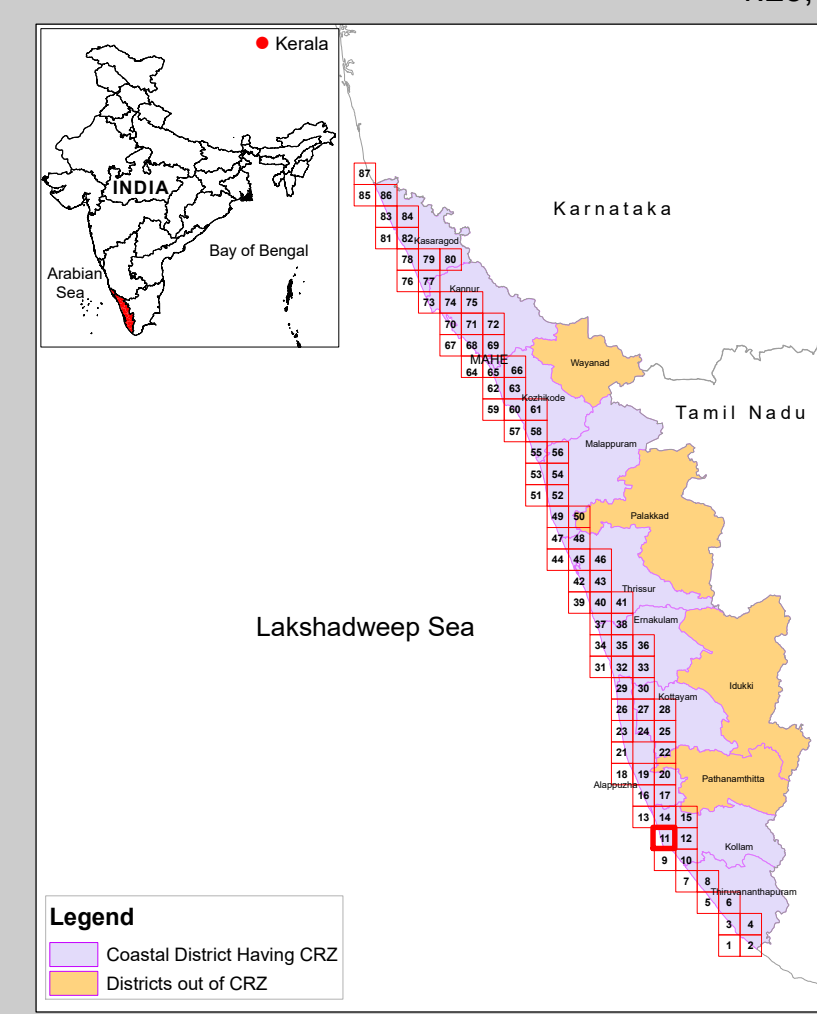 Kerala
INDIA
Bay of Bengal
Arabian
Sea
Karnataka
Tamil Nadu
Lakshadweep Sea
87
85 86
83 84
81 82 Kasaragod
78 79 80
76 77
Kannur
73 74 75
70 71 72
67 68 69
MAHE
64 65 66
Wayanad
62 63
Kozhikode
59 60 61
57 58
Malappuram
55 56
53 54
51 52
49 50
Palakkad
47 48
44 45 46
42 43
Thrissur
39 40 41
Ernakulam
37 38
34 35 36
31 32 33
29 30
Idukki
Kottayam
26 27 28
23 24 25
21 22
18 19 20
Pathanamthitta
Alappuzha
16 17
13 14 15
11 12
Kollam
9 10
7 8
Thiruvananthapuram
5 6
3 4
1 2
Legend
Coastal District Having CRZ
Districts out of CRZ